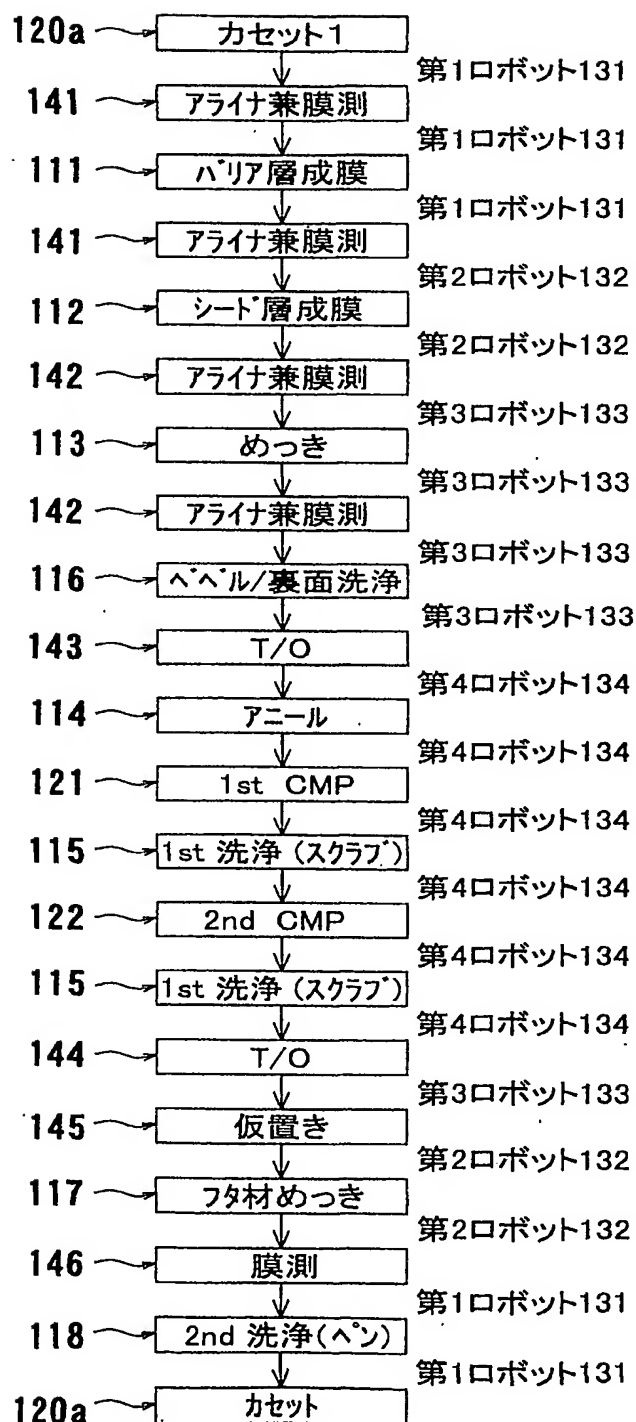 120a カセット1
第1ロボット131
141 アライナ兼膜測
第1ロボット131
111 バリア層成膜
第1ロボット131
141 アライナ兼膜測
第2ロボット132
112 シード層成膜
第2ロボット132
142 アライナ兼膜測
第3ロボット133
113 めっき
第3ロボット133
142 アライナ兼膜測
第3ロボット133
116 ベベル/裏面洗浄
第3ロボット133
143 T/O
第4ロボット134
114 アニール
第4ロボット134
121 1st CMP
第4ロボット134
115 1st 洗浄(スクラブ)
第4ロボット134
122 2nd CMP
第4ロボット134
115 1st 洗浄(スクラブ)
第4ロボット134
144 T/O
第3ロボット133
145 仮置き
第2ロボット132
117 フタ材めっき
第2ロボット132
146 膜測
第1ロボット131
118 2nd 洗浄(ペン)
第1ロボット131
120a カセット